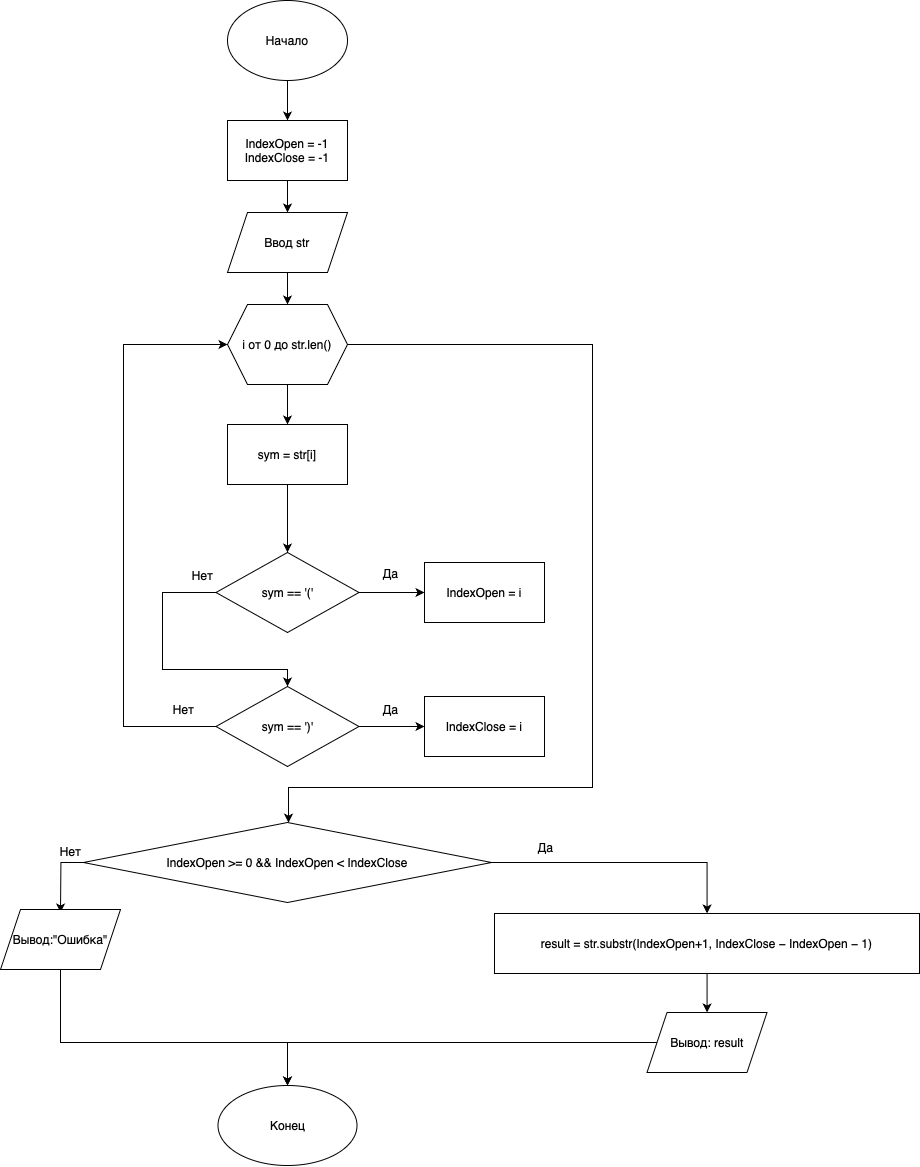 Начало
IndexOpen = -1
IndexClose = -1
Ввод str
i от 0 до str.len()
sym = str[i]
Нет
sym == '('
Да
IndexOpen = i
Нет
sym == ')'
Да
IndexClose = i
Нет
IndexOpen >= 0 && IndexOpen < IndexClose
Да
Вывод:"Ошибка"
result = str.substr(IndexOpen+1, IndexClose − IndexOpen − 1)
Вывод: result
Конец